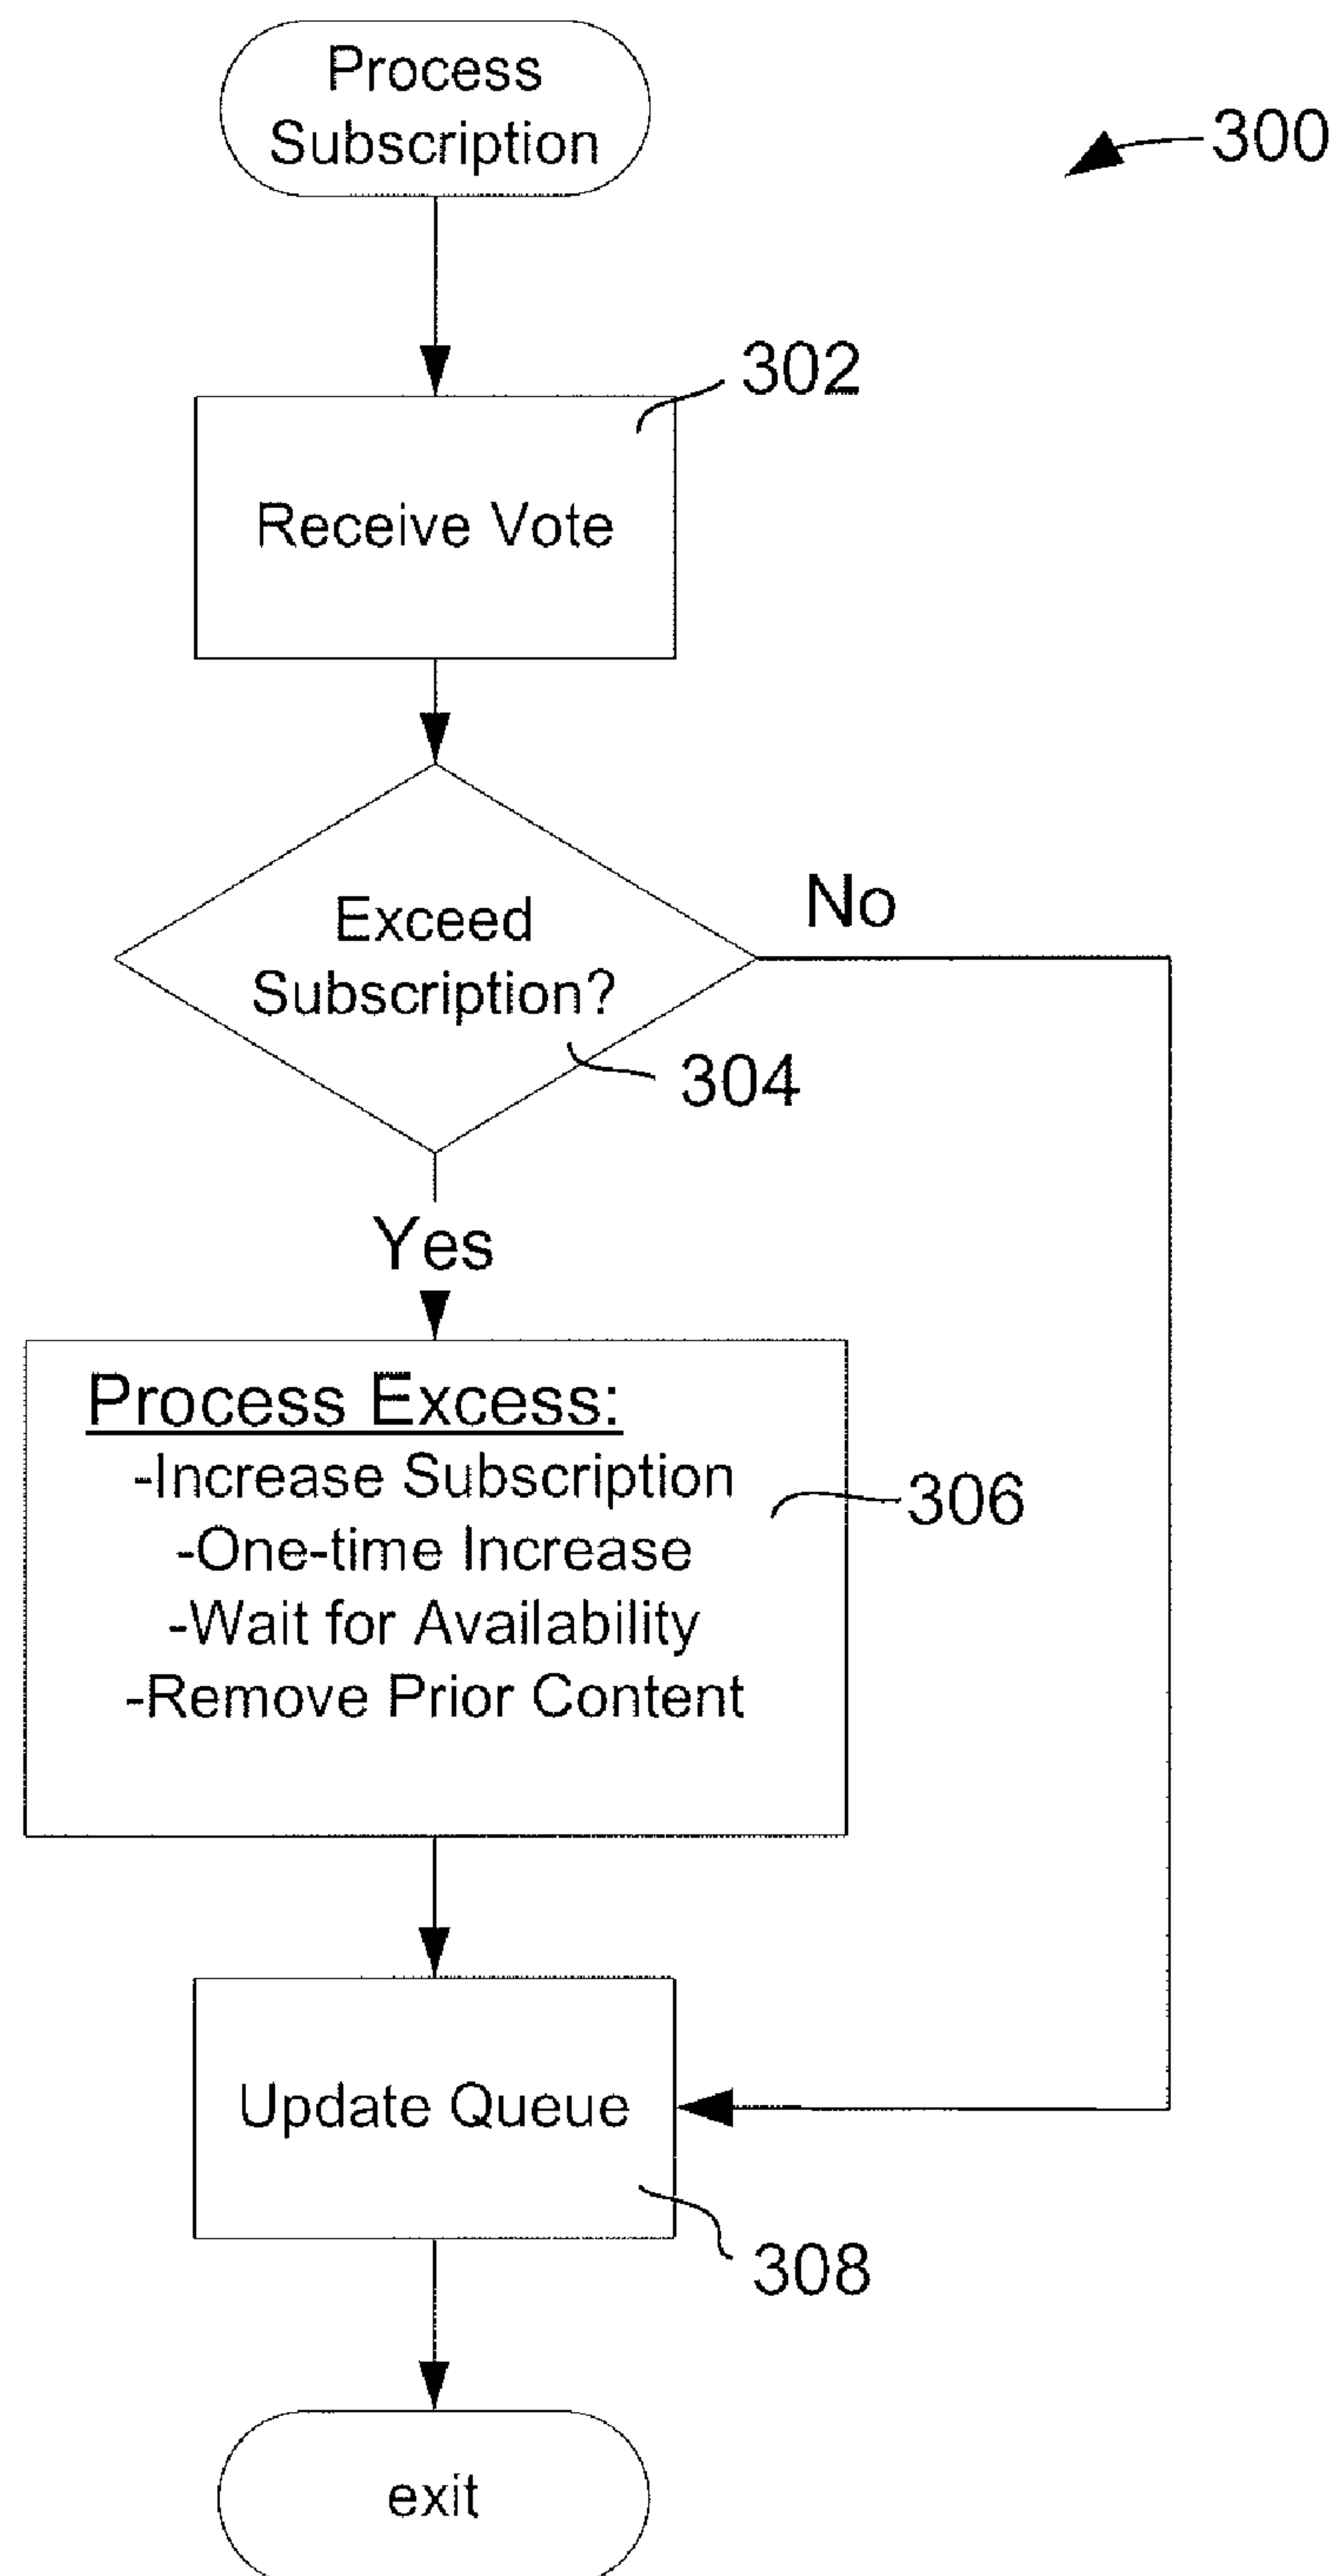 Process
Subscription
300
302
Receive Vote
No
Exceed
Subscription?
304
Yes
Process Excess:
-Increase Subscription
306
-One-time Increase
-Wait for Availability
-Remove Prior Content
Update Queue
308
exit